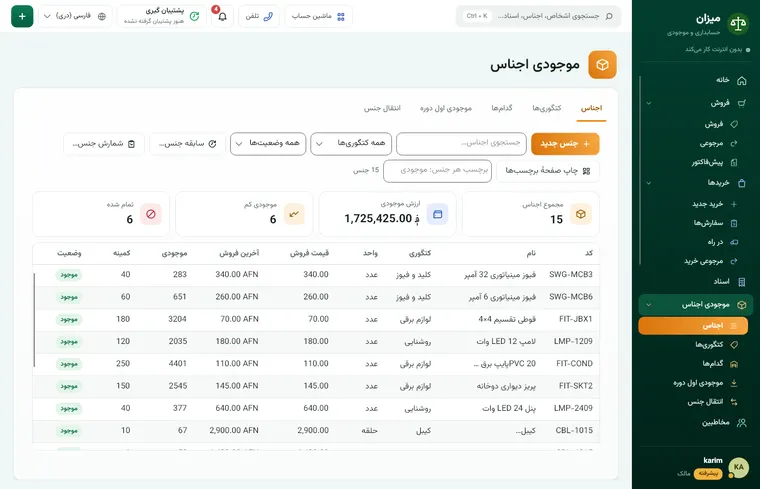 میزان
حسابداری و موجودی
بدون انترنت کار می‌کند
جستجوی اشخاص، اجناس، اسناد...
Ctrl + K
ماشین حساب
تلفن
4
پشتیبان گیری
هنوز پشتیبان گرفته نشده
فارسی (دری)
خانه
فروش
فروش
مرجوعی
پیش‌فاکتور
خریدها
خرید جدید
سفارش‌ها
در راه
مرجوعی خرید
اسناد
موجودی اجناس
اجناس
کتگوری‌ها
گدام‌ها
موجودی اول دوره
انتقال جنس
مخاطبین
KA
karim
مالک
پیشرفته
موجودی اجناس
اجناس کتگوری‌ها گدام‌ها موجودی اول دوره انتقال جنس
جنس جدید
جستجوی اجناس...
همه کتگوری‌ها
همه وضعیت‌ها
سابقه جنس...
شمارش جنس...
چاپ صفحهٔ برچسب‌ها
برچسب هر جنس: موجودی
15 جنس
مجموع اجناس
15
ارزش موجودی
؋ 1,725,425.00
موجودی کم
6
تمام شده
6
کد نام کتگوری واحد قیمت فروش آخرین فروش موجودی کمینه وضعیت
SWG-MCB3 فیوز مینیاتوری 32 آمپر کلید و فیوز عدد 340.00 340.00 AFN 283 40 موجود
SWG-MCB6 فیوز مینیاتوری 6 آمپر کلید و فیوز عدد 260.00 260.00 AFN 651 60 موجود
FIT-JBX1 قوطی تقسیم 4×4 لوازم برقی عدد 70.00 70.00 AFN 3204 180 موجود
LMP-1209 لامپ LED 12 وات روشنایی عدد 180.00 180.00 AFN 2035 120 موجود
FIT-COND پایپ برق PVC 20 ... لوازم برقی عدد 110.00 110.00 AFN 4401 250 موجود
FIT-SKT2 پریز دیواری دوخانه لوازم برقی عدد 145.00 145.00 AFN 2545 150 موجود
LMP-2409 پنل LED 24 وات روشنایی عدد 640.00 640.00 AFN 377 40 موجود
CBL-1015 کیبل... کیبل حلقه 2,900.00 2,900.00 AFN 67 10 موجود